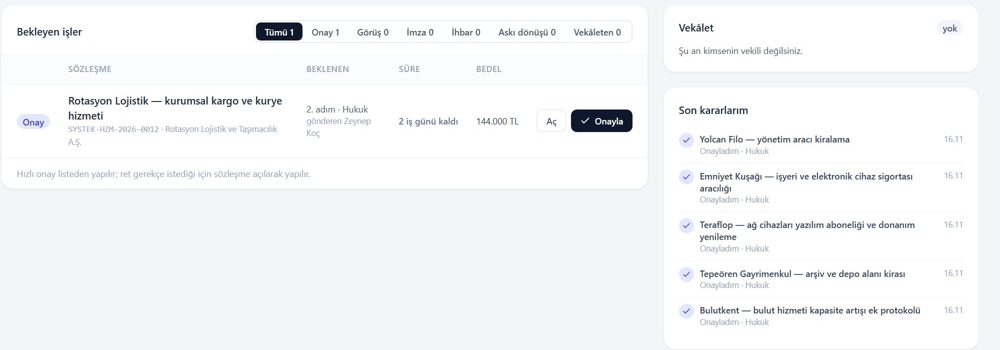 Bekleyen işler
Tümü 1 Onay 1 Görüş 0 İmza 0 İhbar 0 Askı dönüşü 0 Vekâleten 0
SÖZLEŞME BEKLENEN SÜRE BEDEL
Onay
Rotasyon Lojistik — kurumsal kargo ve kurye
hizmeti
SYSTEK-HZM-2026-0012 · Rotasyon Lojistik ve Taşımacılık
A.Ş.
2. adım · Hukuk
gönderen Zeynep
Koç
2 iş günü kaldı
144.000 TL
Aç
Onayla
Hızlı onay listeden yapılır; ret gerekçe istediği için sözleşme açılarak yapılır.
Vekâlet
yok
Şu an kimsenin vekili değilsiniz.
Son kararlarım
Yolcan Filo — yönetim aracı kiralama 16.11
Onayladım · Hukuk
Emniyet Kuşağı — işyeri ve elektronik cihaz sigortası 16.11
aracılığı
Onayladım · Hukuk
Teraflop — ağ cihazları yazılım aboneliği ve donanım 16.11
yenileme
Onayladım · Hukuk
Tepeören Gayrimenkul — arşiv ve depo alanı kirası 16.11
Onayladım · Hukuk
Bulutkent — bulut hizmeti kapasite artışı ek protokolü 16.11
Onayladım · Hukuk